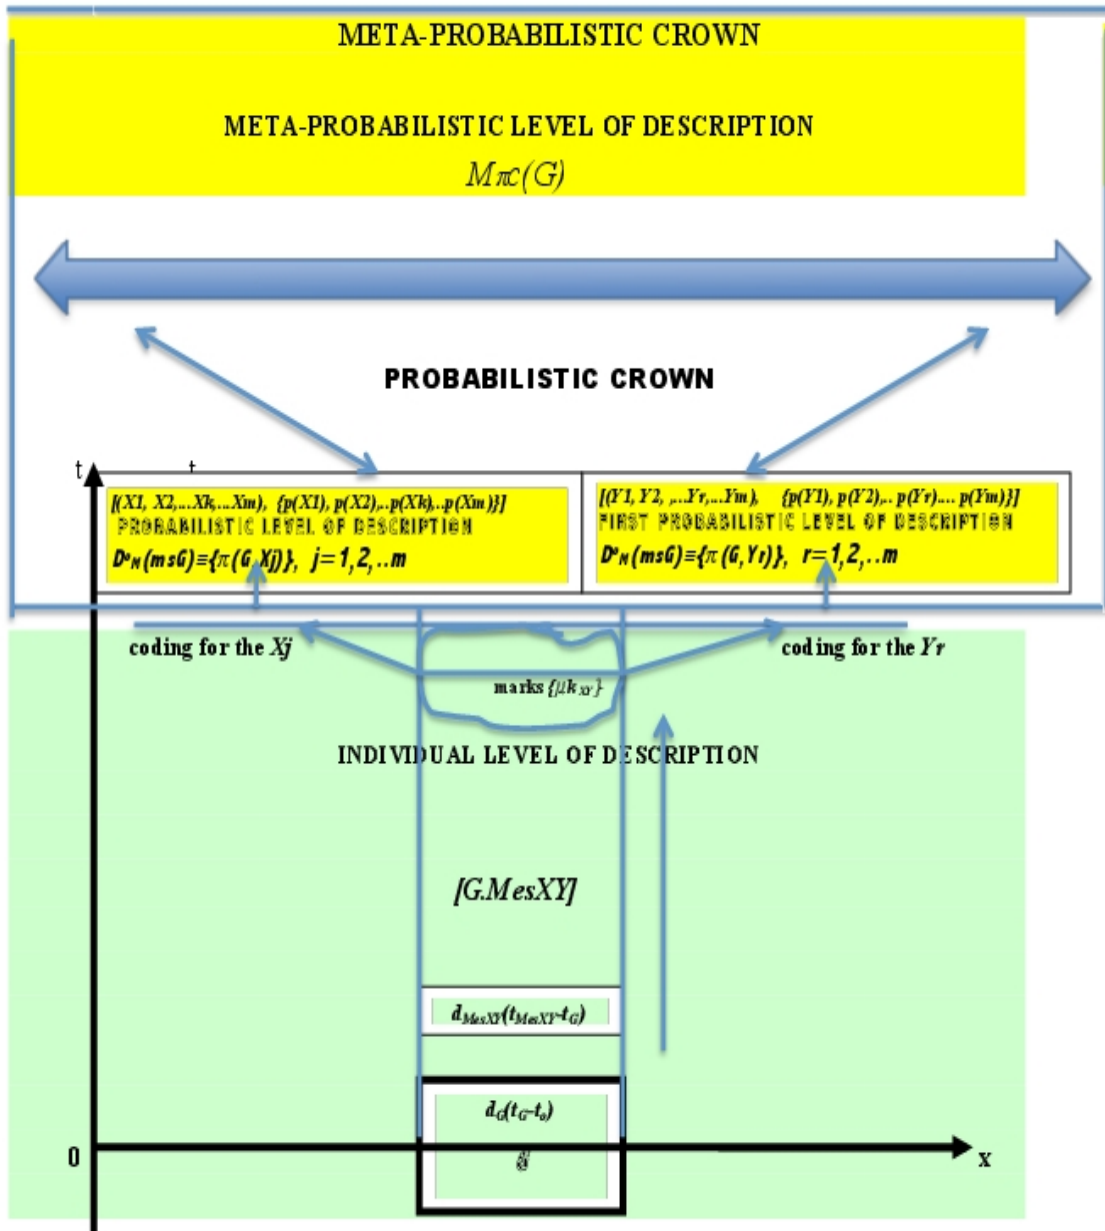 META-PROBABILISTIC CROWN
META-PROBABILISTIC LEVEL OF DESCRIPTION
Mπc(G)
PROBABILISTIC CROWN
t t
[(X1, X2,...Xk,...Xm), {p(X1), p(X2),..p(Xk),..p(Xm)}]
PROBABILISTIC LEVEL OF DESCRIPTION
D°M(msG)≡{π(G,Xj)}, j=1,2,..m
[(Y1, Y2, ,...Yr,...Ym), {p(Y1), p(Y2),.. p(Yr).... p(Ym)}]
FIRST PROBABILISTIC LEVEL OF DESCRIPTION
D°M(msG)≡{π(G,Yr)}, r=1,2,..m
coding for the Xj
coding for the Yr
marks {μkXY}
INDIVIDUAL LEVEL OF DESCRIPTION
[G.MesXY]
dMesXY(tMesXY-tG)
dG(tG-to)
0
x